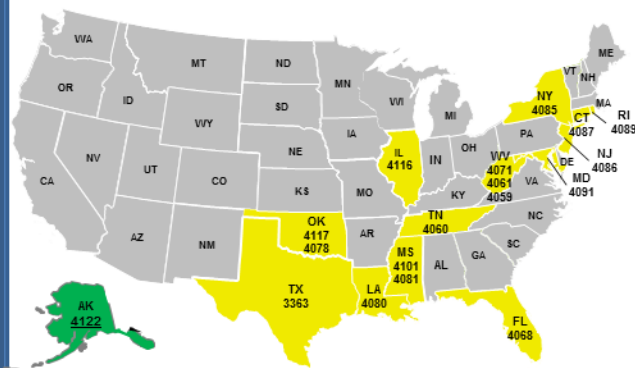 WA
MT
ND
MN
ME
VT
NH
OR
ID
SD
WI
MI
NY
4085
MA
RI
4089
CT
4087
WY
IA
PA
NJ
4086
NV
NE
IL
4116
IN
OH
WV
4071
4061
4059
DE
MD
4091
VA
UT
CO
CA
KS
MO
KY
NC
TN
4060
AZ
NM
OK
4117
4078
AR
SC
MS
4101
4081
AL
GA
TX
3363
LA
4080
AK
4122
FL
4068